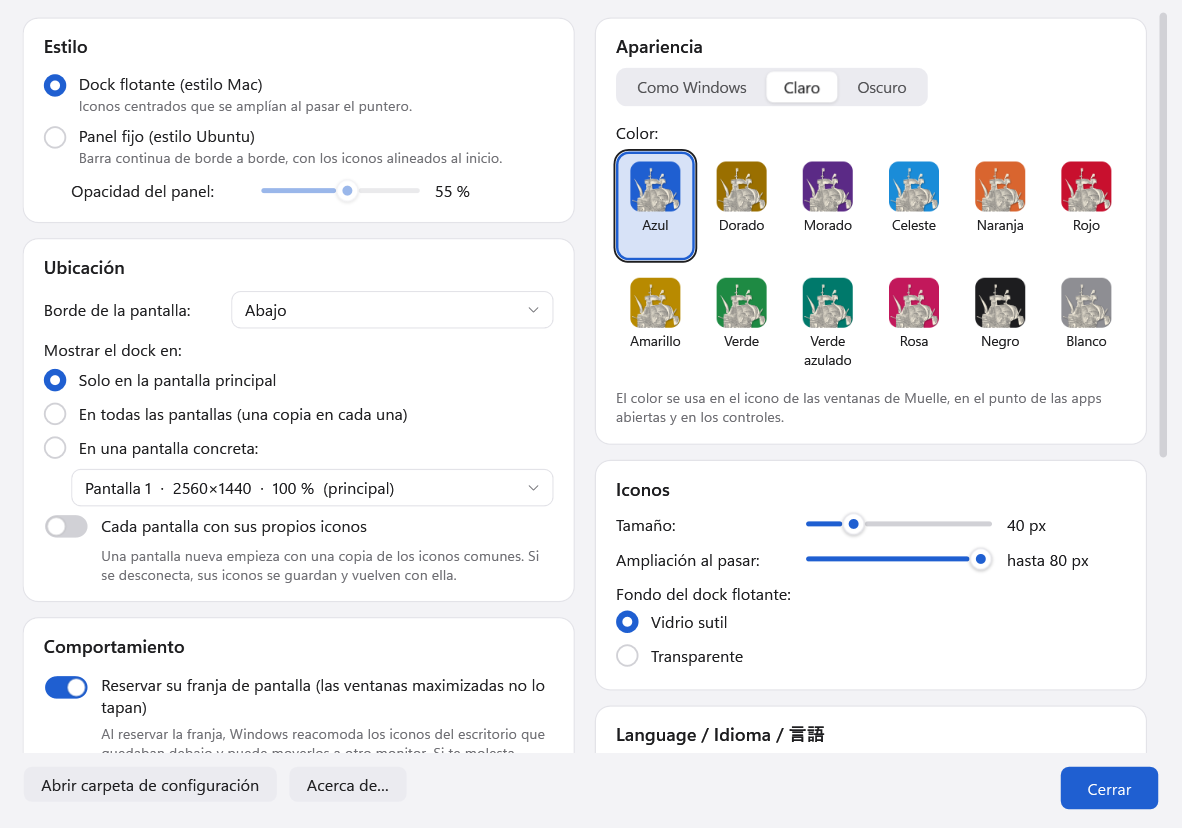 Estilo
Dock flotante (estilo Mac)
Iconos centrados que se amplían al pasar el puntero.
Panel fijo (estilo Ubuntu)
Barra continua de borde a borde, con los iconos alineados al inicio.
Opacidad del panel:
55 %
Ubicación
Borde de la pantalla:
Abajo
Mostrar el dock en:
Solo en la pantalla principal
En todas las pantallas (una copia en cada una)
En una pantalla concreta:
Pantalla 1 · 2560×1440 · 100 % (principal)
Cada pantalla con sus propios iconos
Una pantalla nueva empieza con una copia de los iconos comunes. Si
se desconecta, sus iconos se guardan y vuelven con ella.
Comportamiento
Reservar su franja de pantalla (las ventanas maximizadas no lo
tapan)
Al reservar la franja, Windows reacomoda los iconos del escritorio que
quedaban debajo y puede moverlos a otro monitor. Si te molesta,
Apariencia
Como Windows
Claro
Oscuro
Color:
Azul
Dorado
Morado
Celeste
Naranja
Rojo
Amarillo
Verde
Verde
azulado
Rosa
Negro
Blanco
El color se usa en el icono de las ventanas de Muelle, en el punto de las apps
abiertas y en los controles.
Iconos
Tamaño:
40 px
Ampliación al pasar:
hasta 80 px
Fondo del dock flotante:
Vidrio sutil
Transparente
Language / Idioma / 言語
Abrir carpeta de configuración
Acerca de...
Cerrar